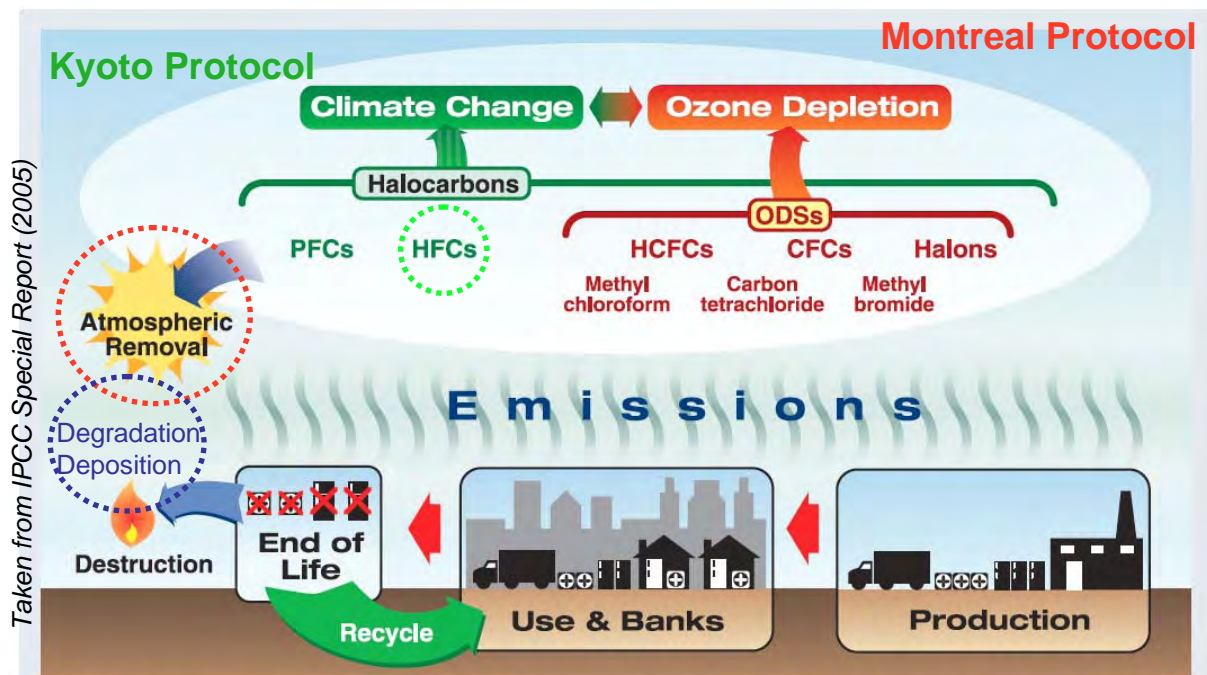 Montreal Protocol
Kyoto Protocol
Climate Change
Ozone Depletion
Halocarbons
ODSs
PFCs
HFCs
HCFCs
CFCs
Halons
Methyl
chloroform
Carbon
tetrachloride
Methyl
bromide
Atmospheric
Removal
Emissions
Degradation
Deposition
Destruction
End of
Life
Recycle
Use & Banks
Production
Taken from IPCC Special Report (2005)